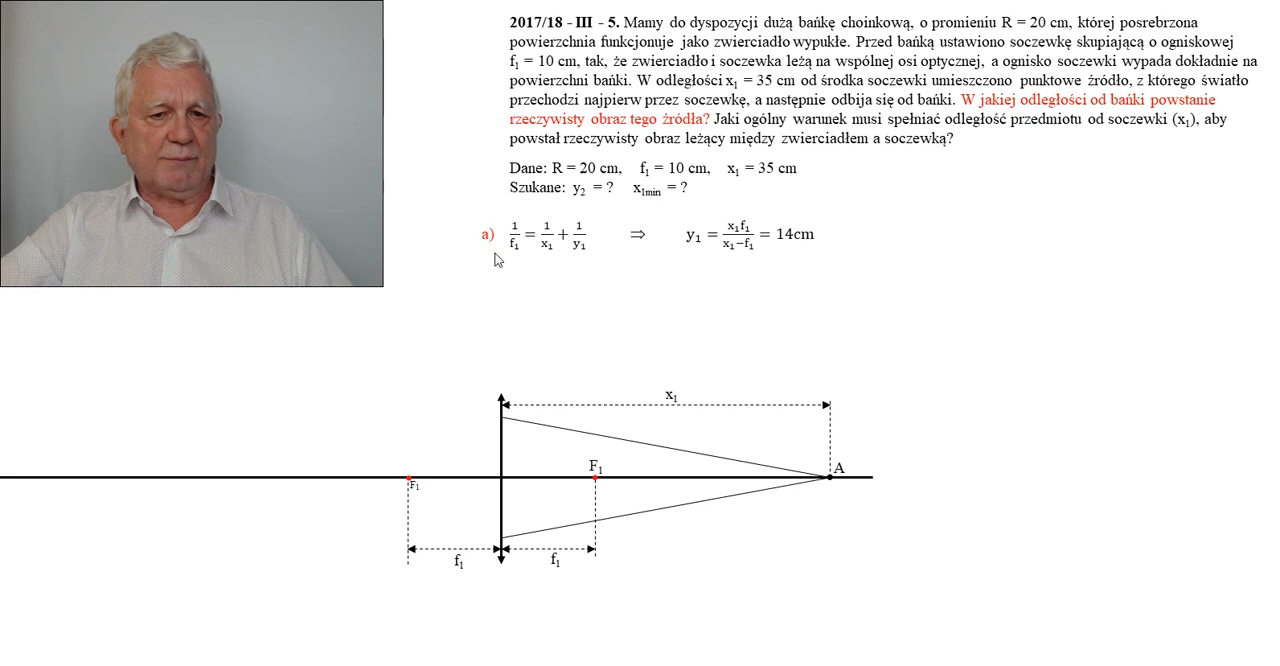 2017/18 - III - 5. Mamy do dyspozycji dużą bańkę choinkową, o promieniu R = 20 cm, której posrebrzona
powierzchnia funkcjonuje jako zwierciadło wypukłe. Przed bańką ustawiono soczewkę skupiającą o ogniskowej
f₁ = 10 cm, tak, że zwierciadło i soczewka leżą na wspólnej osi optycznej, a ognisko soczewki wypada dokładnie na
powierzchni bańki. W odległości x₁ = 35 cm od środka soczewki umieszczono punktowe źródło, z którego światło
przechodzi najpierw przez soczewkę, a następnie odbija się od bańki. W jakiej odległości od bańki powstanie
rzeczywisty obraz tego źródła? Jaki ogólny warunek musi spełniać odległość przedmiotu od soczewki (x₁), aby
powstał rzeczywisty obraz leżący między zwierciadłem a soczewką?
Dane: R = 20 cm, f₁ = 10 cm, x₁ = 35 cm
Szukane: y₂ = ? x₁min = ?
a) 1/f₁ = 1/x₁ + 1/y₁ ⇒ y₁ = x₁f₁/x₁−f₁ = 14cm
x₁
F₁ A
F₁
f₁ f₁